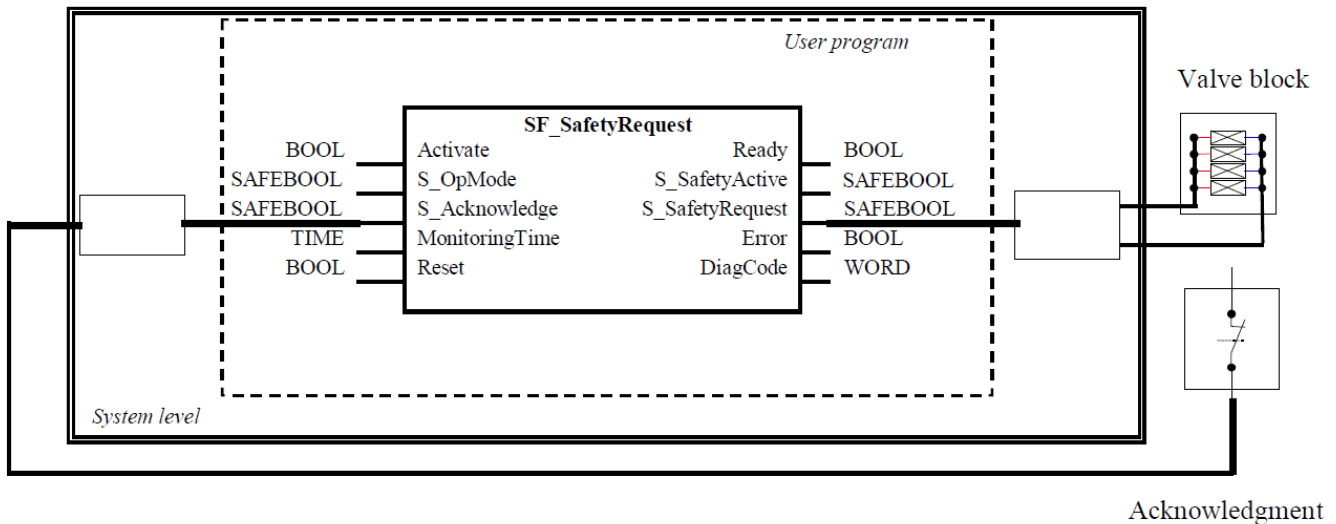 User program
Valve block
SF_SafetyRequest
BOOL Activate Ready BOOL
SAFEBOOL S_OpMode S_SafetyActive SAFEBOOL
SAFEBOOL S_Acknowledge S_SafetyRequest SAFEBOOL
TIME MonitoringTime Error BOOL
BOOL Reset DiagCode WORD
System level
Acknowledgment